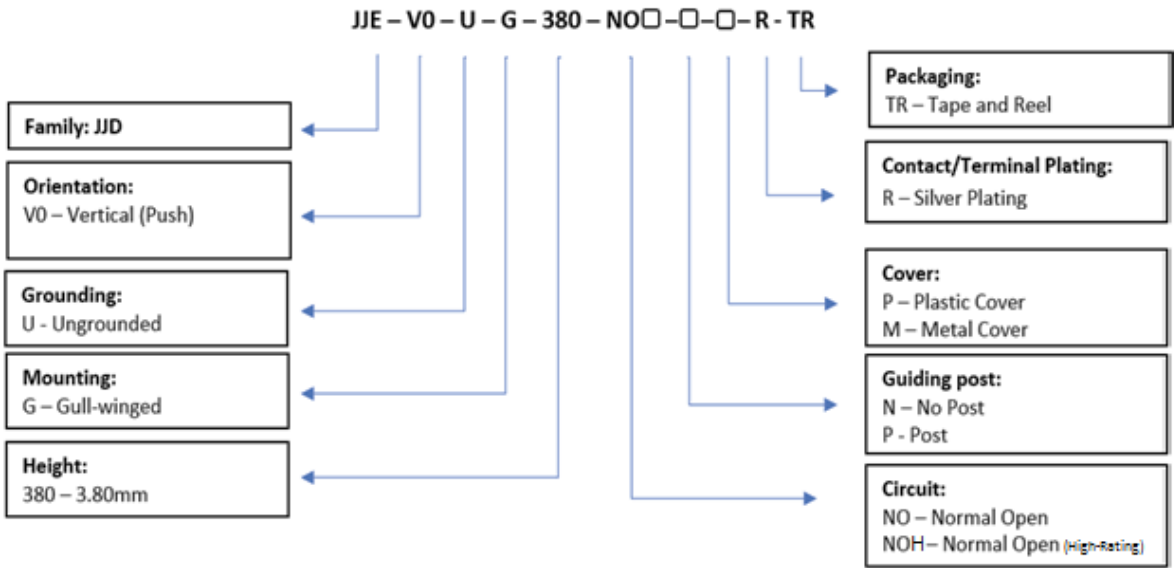 JJE – V0 – U – G – 380 – NO▢ –▢ –▢– R - TR
Family: JJD
Orientation:
V0 – Vertical (Push)
Grounding:
U - Ungrounded
Mounting:
G – Gull-winged
Height:
380 – 3.80mm
Packaging:
TR – Tape and Reel
Contact/Terminal Plating:
R – Silver Plating
Cover:
P – Plastic Cover
M – Metal Cover
Guiding post:
N – No Post
P - Post
Circuit:
NO – Normal Open
NOH – Normal Open (High-Rating)